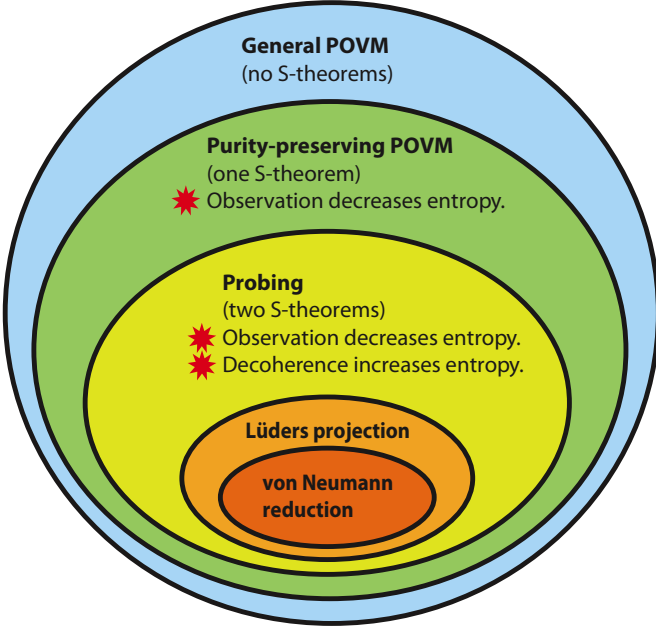 General POVM
(no S-theorems)
Purity-preserving POVM
(one S-theorem)
Observation decreases entropy.
Probing
(two S-theorems)
Observation decreases entropy.
Decoherence increases entropy.
Lüders projection
von Neumann
reduction